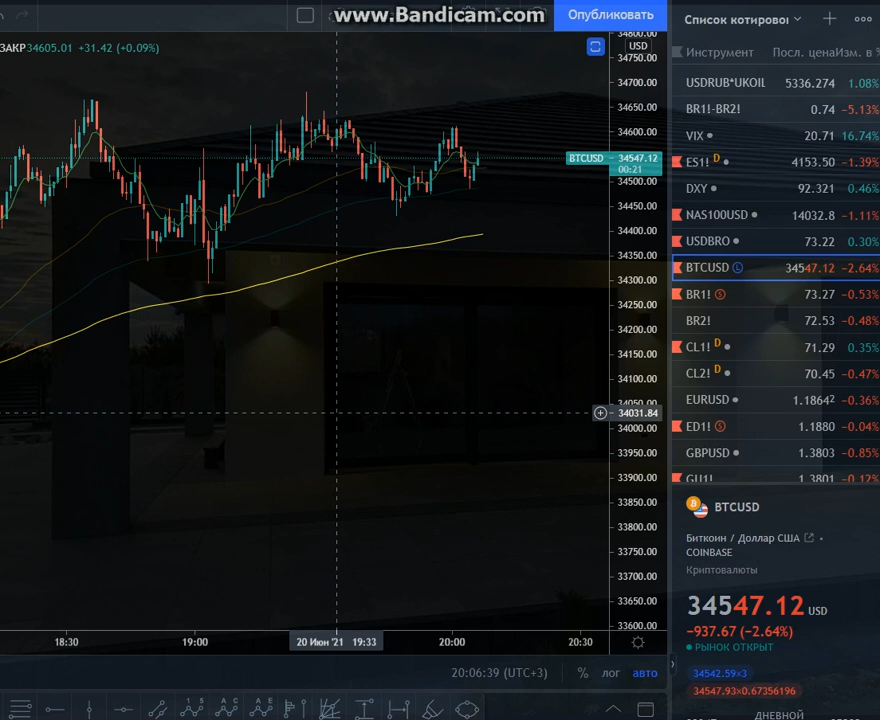 www.Bandicam.com
Опубликовать
Список котирово
ЗАКР34605.01 +31.42 (+0.09%)
USD
34800.00
34750.00
34700.00
34650.00
34600.00
BTCUSD
34547.12
00:21
34500.00
34450.00
34400.00
34350.00
34300.00
34250.00
34200.00
34150.00
34100.00
34050.00
34031.84
34000.00
33900.00
33850.00
33800.00
33750.00
33700.00
33650.00
33600.00
18:30
19:00
20 Июн '21 19:33
20:00
20:30
20:06:39 (UTC+3)
%
лог
авто
Инструмент Посл. цена Изм. в %
USDRUB*UKOIL 5336.274 1.08%
BR1!-BR2! 0.74 −5.13%
VIX 20.71 16.74%
ES1! D 4153.50 −1.39%
DXY 92.321 0.46%
NAS100USD 14032.8 −1.11%
USDBRO 73.22 0.30%
BTCUSD L 34547.12 −2.64%
BR1! S 73.27 −0.53%
BR2! 72.53 −0.48%
CL1! D 71.29 0.35%
CL2! D 70.45 −0.47%
EURUSD 1.1864² −0.36%
ED1! S 1.1880 −0.04%
GBPUSD 1.3803 −0.85%
GU1! 1.3801 −0.12%
BTCUSD
Биткоин / Доллар США
COINBASE
Криптовалюты
34547.12 USD
−937.67 (−2.64%)
РЫНОК ОТКРЫТ
34542.59×3
34547.93×0.67356196
ДНЕВНОЙ